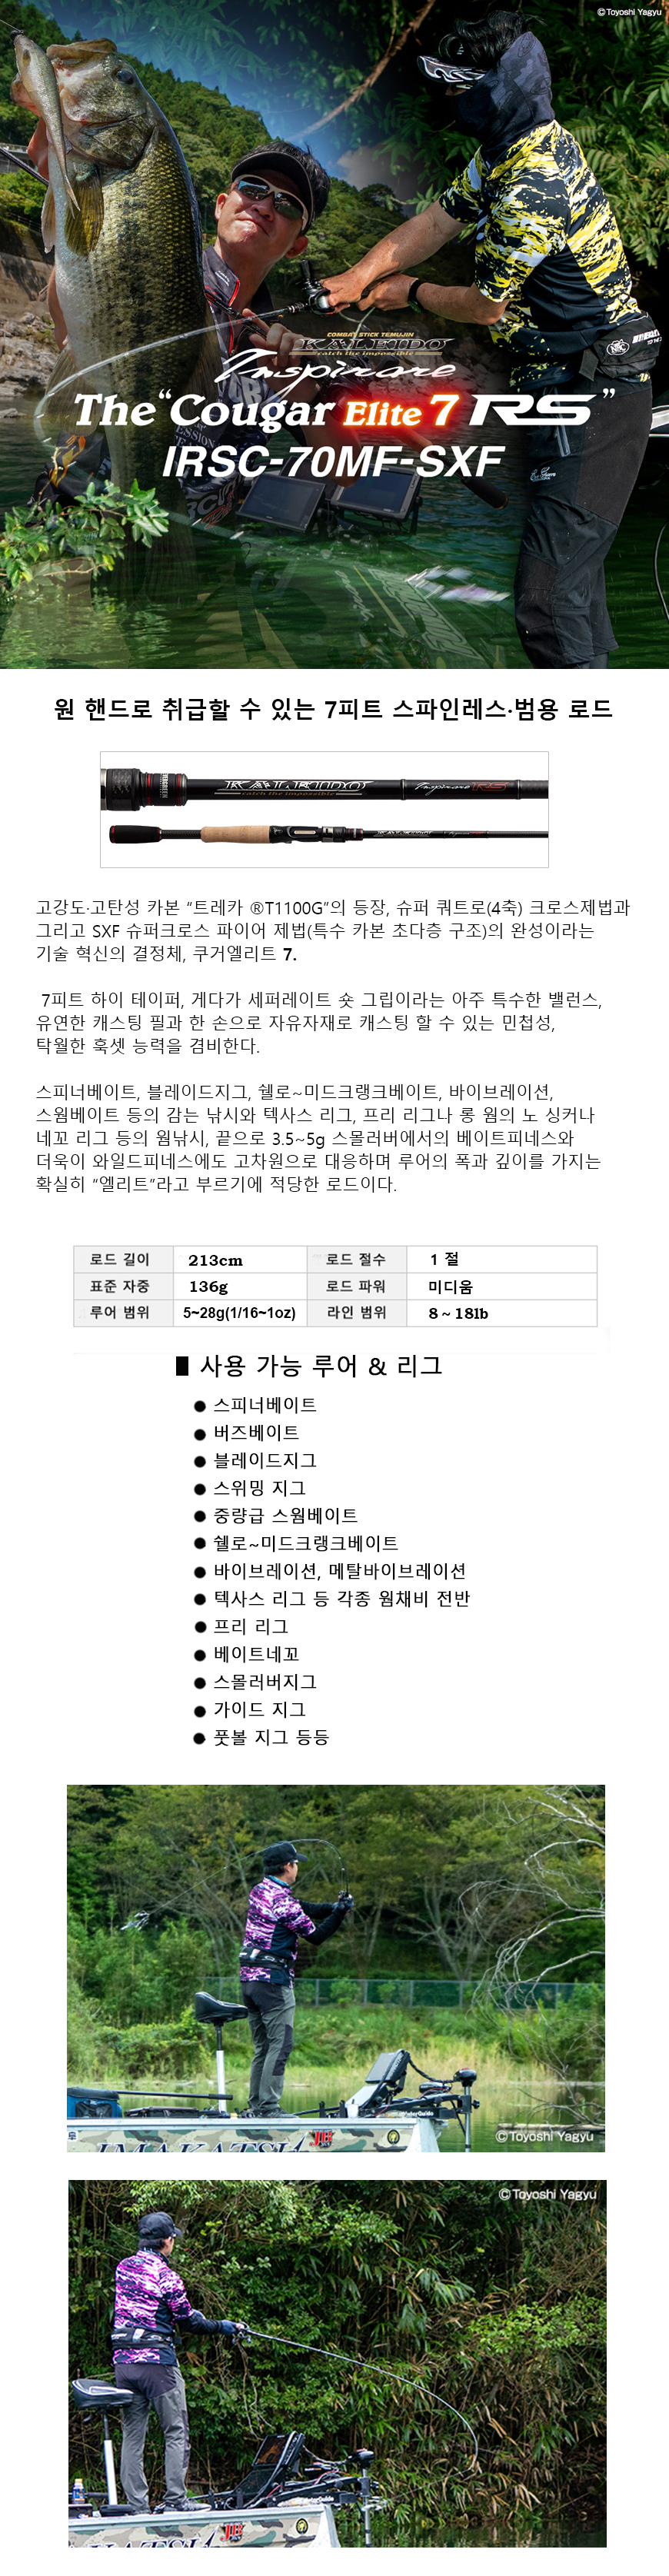 ©Toyoshi Yagyu
COMBAT STICK TEMUJIN
KALEIDO
catch the impossible
Inspirare
The “Cougar Elite 7 RS”
IRSC-70MF-SXF
원 핸드로 취급할 수 있는 7피트 스파인레스·범용 로드
KALEIDO
catch the impossible
Inspirare RS
고강도·고탄성 카본 “트레카 ®T1100G”의 등장, 슈퍼 쿼트로(4축) 크로스제법과
그리고 SXF 슈퍼크로스 파이어 제법(특수 카본 초다층 구조)의 완성이라는
기술 혁신의 결정체, 쿠거엘리트 7.
7피트 하이 테이퍼, 게다가 세퍼레이트 숏 그립이라는 아주 특수한 밸런스,
유연한 캐스팅 필과 한 손으로 자유자재로 캐스팅 할 수 있는 민첩성,
탁월한 훅셋 능력을 겸비한다.
스피너베이트, 블레이드지그, 쉘로~미드크랭크베이트, 바이브레이션,
스웜베이트 등의 감는 낚시와 텍사스 리그, 프리 리그나 롱 웜의 노 싱커나
네꼬 리그 등의 웜낚시, 끝으로 3.5~5g 스몰러버에서의 베이트피네스와
더욱이 와일드피네스에도 고차원으로 대응하며 루어의 폭과 깊이를 가지는
확실히 “엘리트”라고 부르기에 적당한 로드이다.
로드 길이 213cm 로드 절수 1 절
표준 자중 136g 로드 파워 미디움
루어 범위 5~28g(1/16~1oz) 라인 범위 8 ~ 18lb
■ 사용 가능 루어 & 리그
● 스피너베이트
● 버즈베이트
● 블레이드지그
● 스위밍 지그
● 중량급 스웜베이트
● 쉘로~미드크랭크베이트
● 바이브레이션, 메탈바이브레이션
● 텍사스 리그 등 각종 웜채비 전반
● 프리 리그
● 베이트네꼬
● 스몰러버지그
● 가이드 지그
● 풋볼 지그 등등
IMAKATSU
©Toyoshi Yagyu
©Toyoshi Yagyu